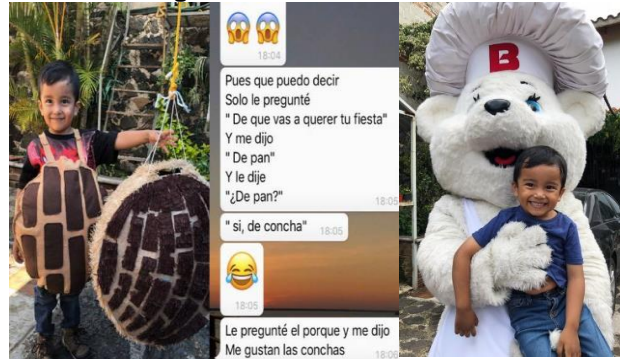 18:04
Pues que puedo decir
Solo le pregunté
" De que vas a querer tu fiesta"
Y me dijo
" De pan"
Y le dije
"¿De pan?"
18:05
" si, de concha"
18:05
18:05
Le pregunté el porque y me dijo
Me gustan las conchas
18:06
B